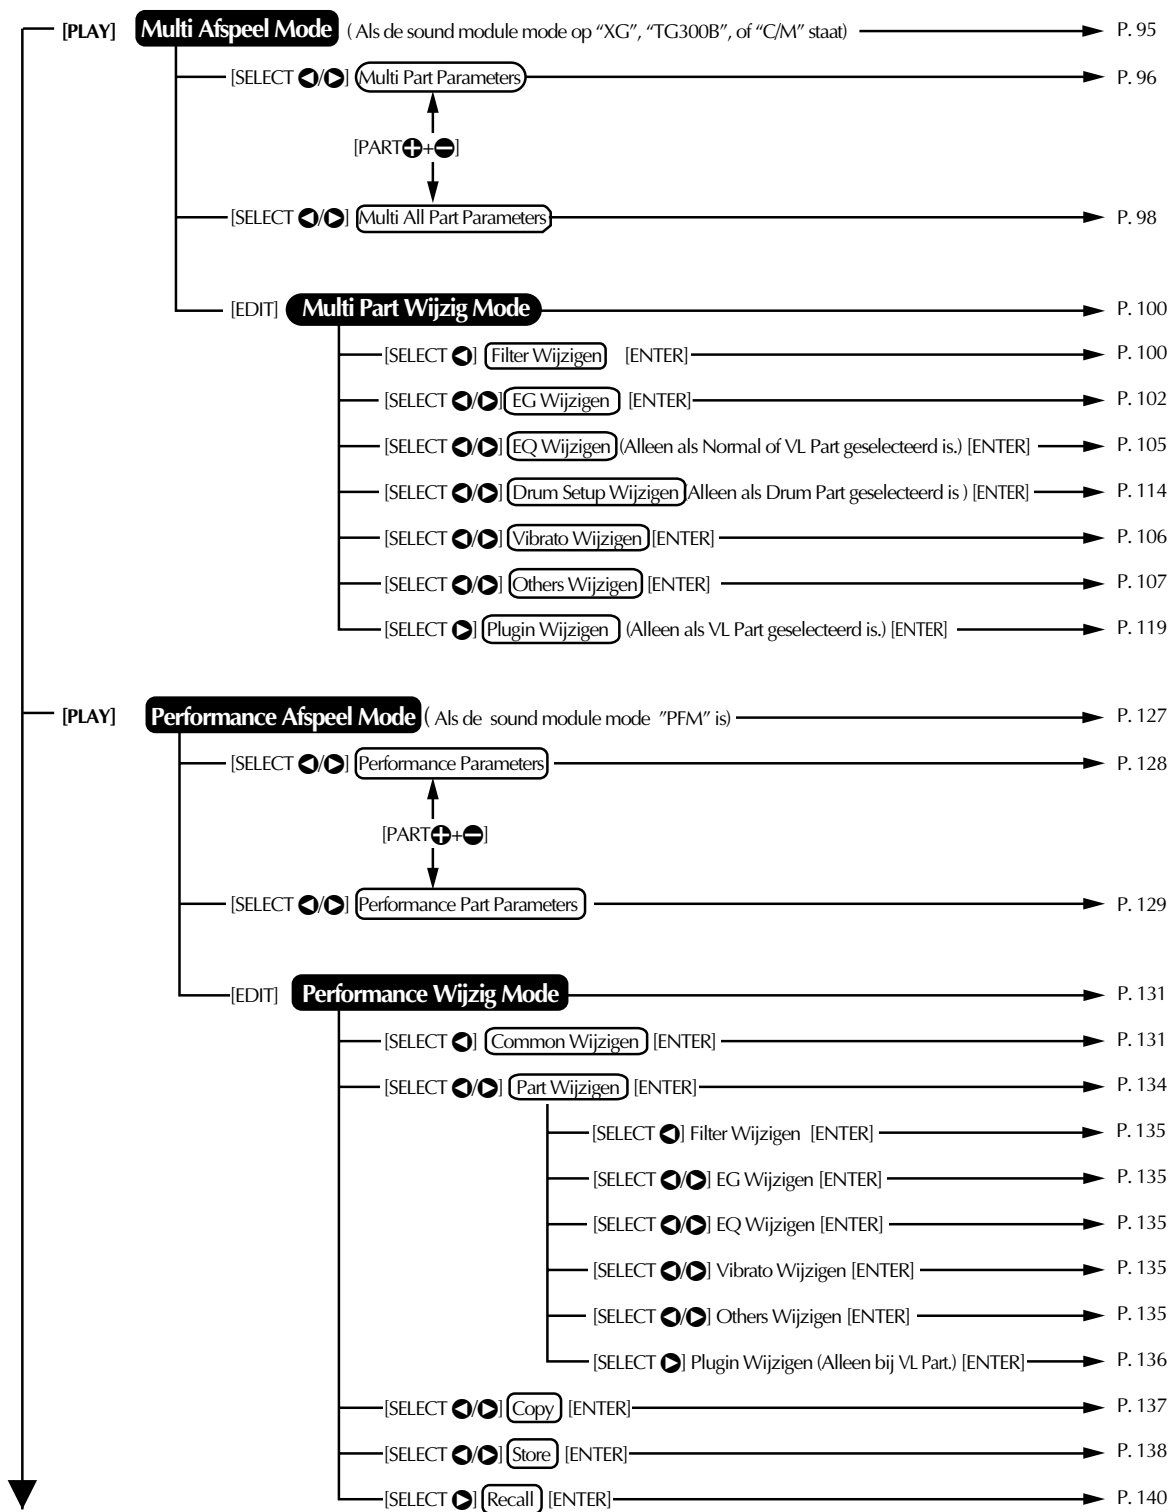 [PLAY] Multi Afspeel Mode ( Als de sound module mode op “XG”, “TG300B”, of “C/M” staat) P. 95
[SELECT ◀/▶] Multi Part Parameters P. 96
[PART+ + −]
[SELECT ◀/▶] Multi All Part Parameters P. 98
[EDIT] Multi Part Wijzig Mode P. 100
[SELECT ◀] Filter Wijzigen [ENTER] P. 100
[SELECT ◀/▶] EG Wijzigen [ENTER] P. 102
[SELECT ◀/▶] EQ Wijzigen (Alleen als Normal of VL Part geselecteerd is.) [ENTER] P. 105
[SELECT ◀/▶] Drum Setup Wijzigen (Alleen als Drum Part geselecteerd is ) [ENTER] P. 114
[SELECT ◀/▶] Vibrato Wijzigen [ENTER] P. 106
[SELECT ◀/▶] Others Wijzigen [ENTER] P. 107
[SELECT ▶] Plugin Wijzigen (Alleen als VL Part geselecteerd is.) [ENTER] P. 119
[PLAY] Performance Afspeel Mode ( Als de sound module mode ”PFM” is) P. 127
[SELECT ◀/▶] Performance Parameters P. 128
[PART+ + −]
[SELECT ◀/▶] Performance Part Parameters P. 129
[EDIT] Performance Wijzig Mode P. 131
[SELECT ◀] Common Wijzigen [ENTER] P. 131
[SELECT ◀/▶] Part Wijzigen [ENTER] P. 134
[SELECT ◀] Filter Wijzigen [ENTER] P. 135
[SELECT ◀/▶] EG Wijzigen [ENTER] P. 135
[SELECT ◀/▶] EQ Wijzigen [ENTER] P. 135
[SELECT ◀/▶] Vibrato Wijzigen [ENTER] P. 135
[SELECT ◀/▶] Others Wijzigen [ENTER] P. 135
[SELECT ▶] Plugin Wijzigen (Alleen bij VL Part.) [ENTER] P. 136
[SELECT ◀/▶] Copy [ENTER] P. 137
[SELECT ◀/▶] Store [ENTER] P. 138
[SELECT ▶] Recall [ENTER] P. 140